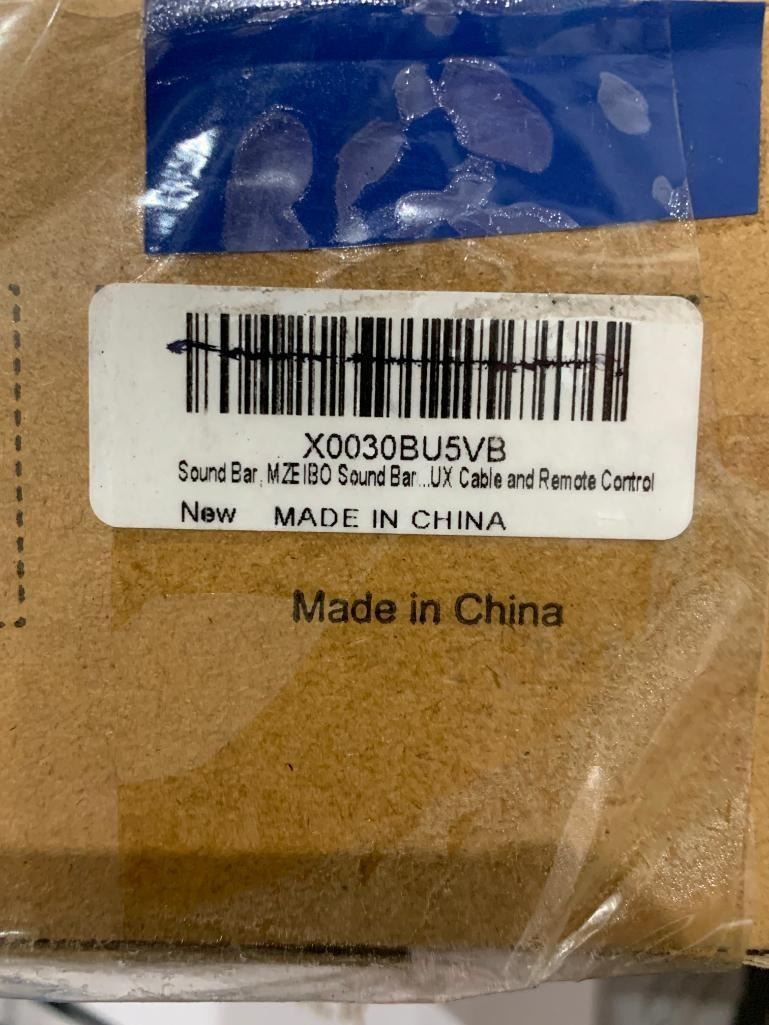 X0030BU5VB
Sound Bar, MZEIBO Sound Bar...UX Cable and Remote Control
New MADE IN CHINA
Made in China